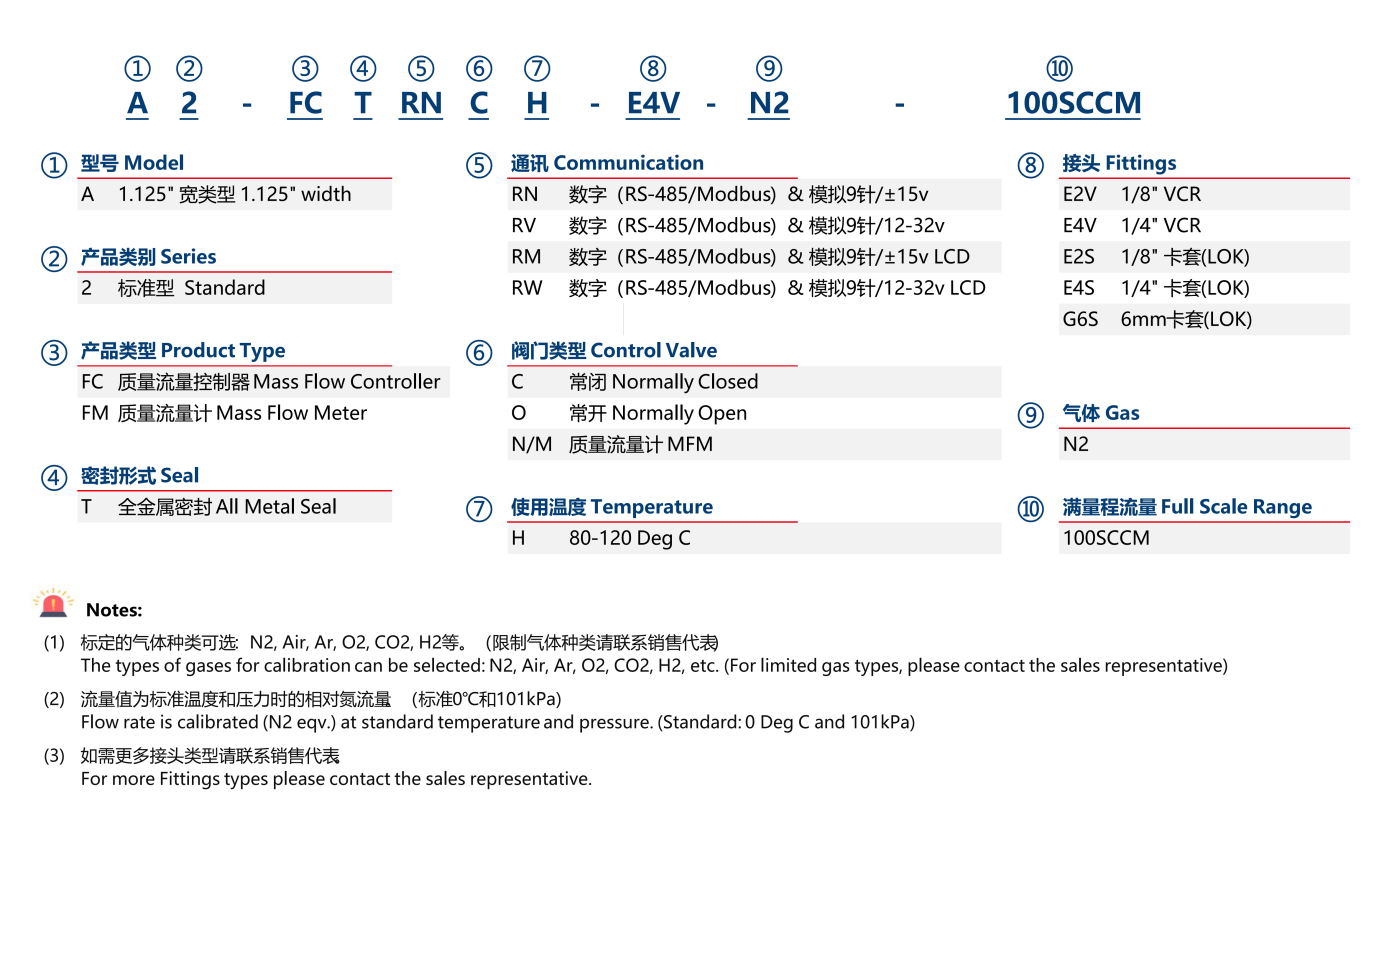 ① ② ③ ④ ⑤ ⑥ ⑦ ⑧ ⑨ ⑩
A 2 - FC T RN C H - E4V - N2 - 100SCCM
① 型号 Model
A 1.125" 宽类型 1.125" width
② 产品类别 Series
2 标准型 Standard
③ 产品类型 Product Type
FC 质量流量控制器 Mass Flow Controller
FM 质量流量计 Mass Flow Meter
④ 密封形式 Seal
T 全金属密封 All Metal Seal
⑤ 通讯 Communication
RN 数字（RS-485/Modbus）& 模拟9针/±15v
RV 数字（RS-485/Modbus）& 模拟9针/12-32v
RM 数字（RS-485/Modbus）& 模拟9针/±15v LCD
RW 数字（RS-485/Modbus）& 模拟9针/12-32v LCD
⑥ 阀门类型 Control Valve
C 常闭 Normally Closed
O 常开 Normally Open
N/M 质量流量计 MFM
⑦ 使用温度 Temperature
H 80-120 Deg C
⑧ 接头 Fittings
E2V 1/8" VCR
E4V 1/4" VCR
E2S 1/8" 卡套(LOK)
E4S 1/4" 卡套(LOK)
G6S 6mm卡套(LOK)
⑨ 气体 Gas
N2
⑩ 满量程流量 Full Scale Range
100SCCM
Notes:
(1) 标定的气体种类可选: N2, Air, Ar, O2, CO2, H2等。（限制气体种类请联系销售代表）
The types of gases for calibration can be selected: N2, Air, Ar, O2, CO2, H2, etc. (For limited gas types, please contact the sales representative)
(2) 流量值为标准温度和压力时的相对氮流量。（标准0℃和101kPa)
Flow rate is calibrated (N2 eqv.) at standard temperature and pressure. (Standard: 0 Deg C and 101kPa)
(3) 如需更多接头类型请联系销售代表。
For more Fittings types please contact the sales representative.